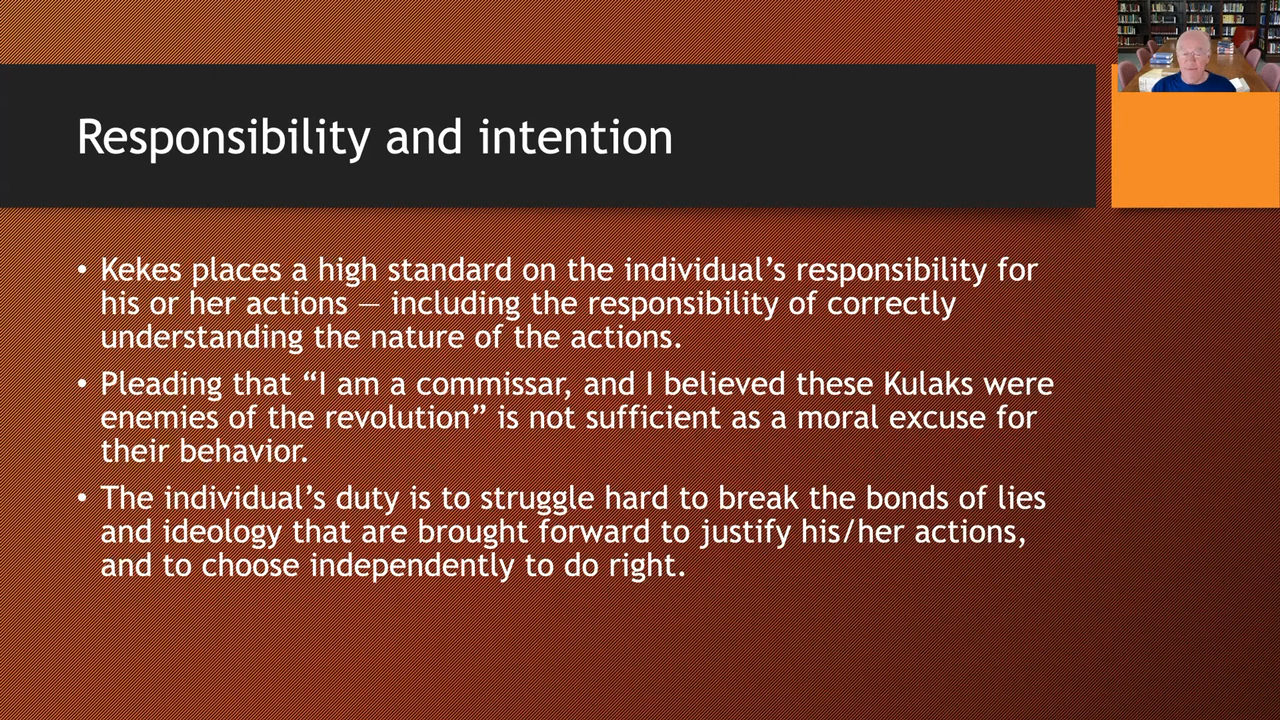 Responsibility and intention
• Kekes places a high standard on the individual’s responsibility for
his or her actions — including the responsibility of correctly
understanding the nature of the actions.
• Pleading that “I am a commissar, and I believed these Kulaks were
enemies of the revolution” is not sufficient as a moral excuse for
their behavior.
• The individual’s duty is to struggle hard to break the bonds of lies
and ideology that are brought forward to justify his/her actions,
and to choose independently to do right.